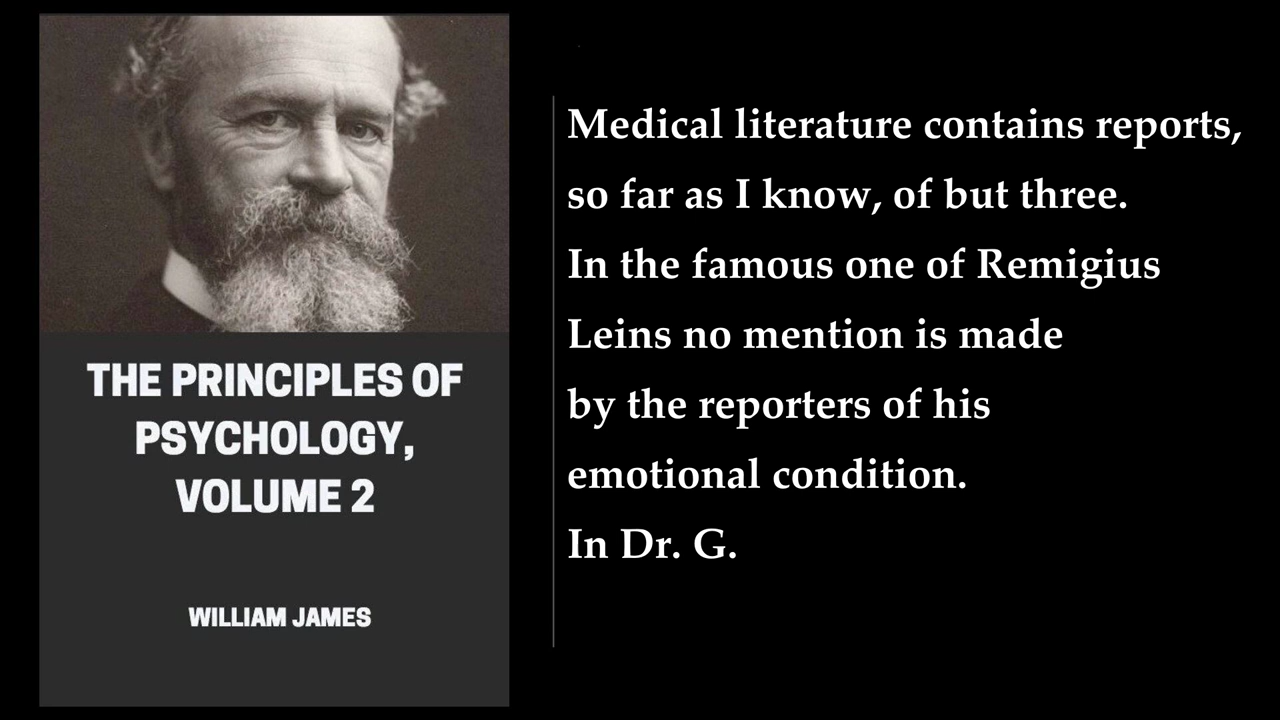 THE PRINCIPLES OF
PSYCHOLOGY,
VOLUME 2
WILLIAM JAMES
Medical literature contains reports,
so far as I know, of but three.
In the famous one of Remigius
Leins no mention is made
by the reporters of his
emotional condition.
In Dr. G.